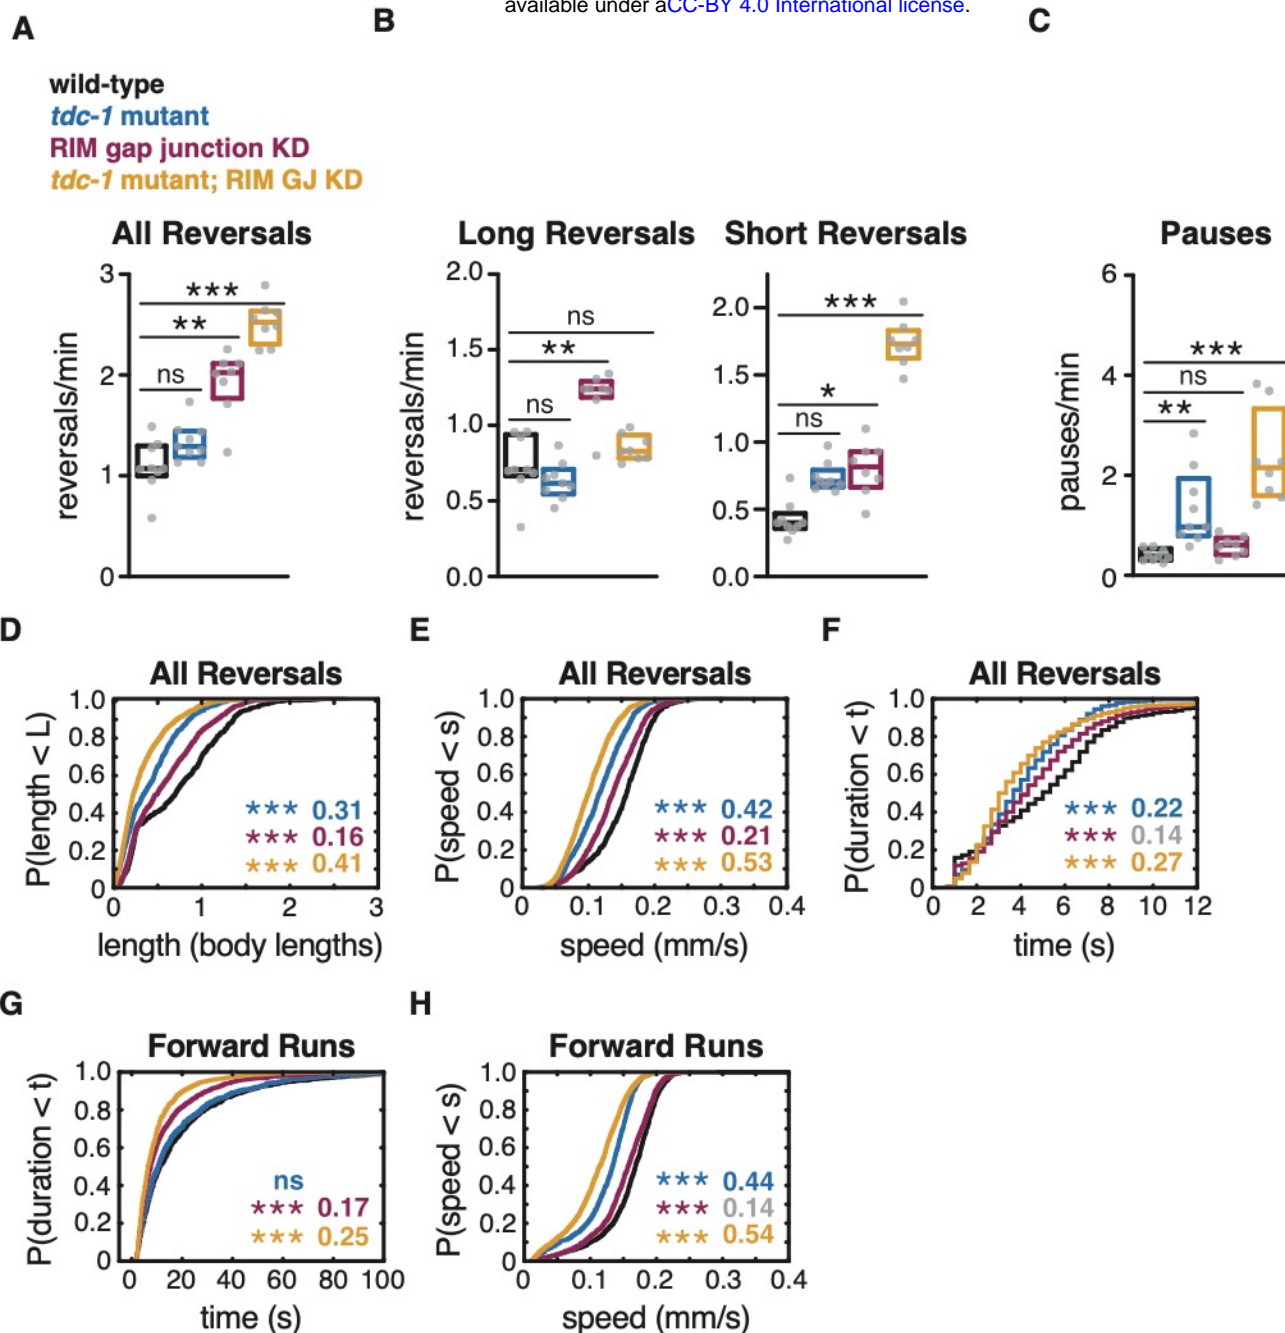 available under aCC-BY 4.0 International license.
A
B
C
wild-type
tdc-1 mutant
RIM gap junction KD
tdc-1 mutant; RIM GJ KD
All Reversals
reversals/min
3
2
1
0
***
**
ns
Long Reversals
reversals/min
2.0
1.5
1.0
0.5
0.0
ns
**
ns
Short Reversals
2.0
1.5
1.0
0.5
0.0
***
*
ns
Pauses
pauses/min
6
4
2
0
***
ns
**
D
All Reversals
P(length < L)
1.0
0.8
0.6
0.4
0.2
0
*** 0.31
*** 0.16
*** 0.41
0 1 2 3
length (body lengths)
E
All Reversals
P(speed < s)
1.0
0.8
0.6
0.4
0.2
0
*** 0.42
*** 0.21
*** 0.53
0 0.1 0.2 0.3 0.4
speed (mm/s)
F
All Reversals
P(duration < t)
1.0
0.8
0.6
0.4
0.2
0
*** 0.22
*** 0.14
*** 0.27
0 2 4 6 8 10 12
time (s)
G
Forward Runs
P(duration < t)
1.0
0.8
0.6
0.4
0.2
0
ns
*** 0.17
*** 0.25
0 20 40 60 80 100
time (s)
H
Forward Runs
P(speed < s)
1.0
0.8
0.6
0.4
0.2
0
*** 0.44
*** 0.14
*** 0.54
0 0.1 0.2 0.3 0.4
speed (mm/s)